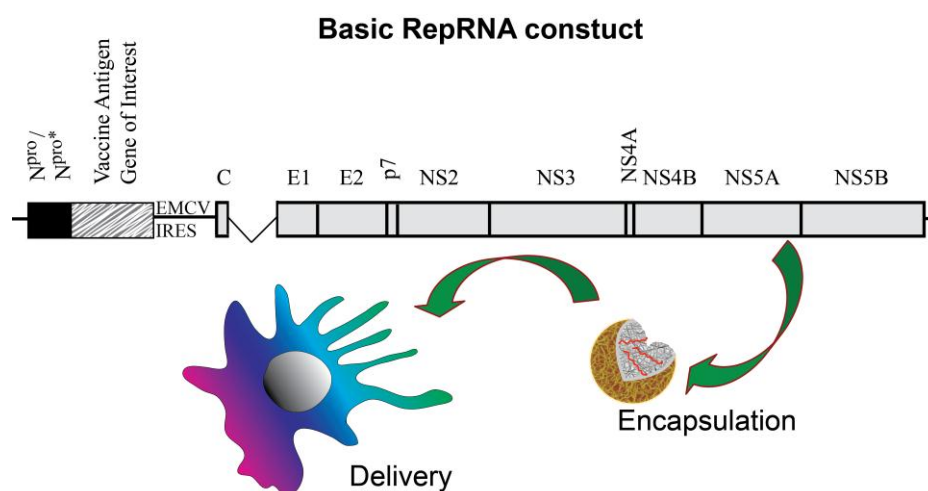 Basic RepRNA constuct
Npro /
Npro*
Vaccine Antigen
Gene of Interest
EMCV
IRES
C
E1
E2
p7
NS2
NS3
NS4A
NS4B
NS5A
NS5B
Encapsulation
Delivery